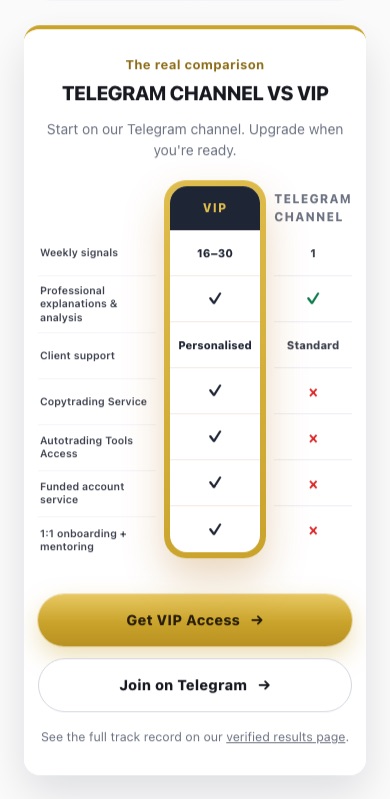 The real comparison
TELEGRAM CHANNEL VS VIP
Start on our Telegram channel. Upgrade when
you're ready.
VIP
TELEGRAM
CHANNEL
Weekly signals
16–30
1
Professional
explanations &
analysis
Client support
Personalised
Standard
Copytrading Service
Autotrading Tools
Access
Funded account
service
1:1 onboarding +
mentoring
Get VIP Access →
Join on Telegram →
See the full track record on our verified results page.